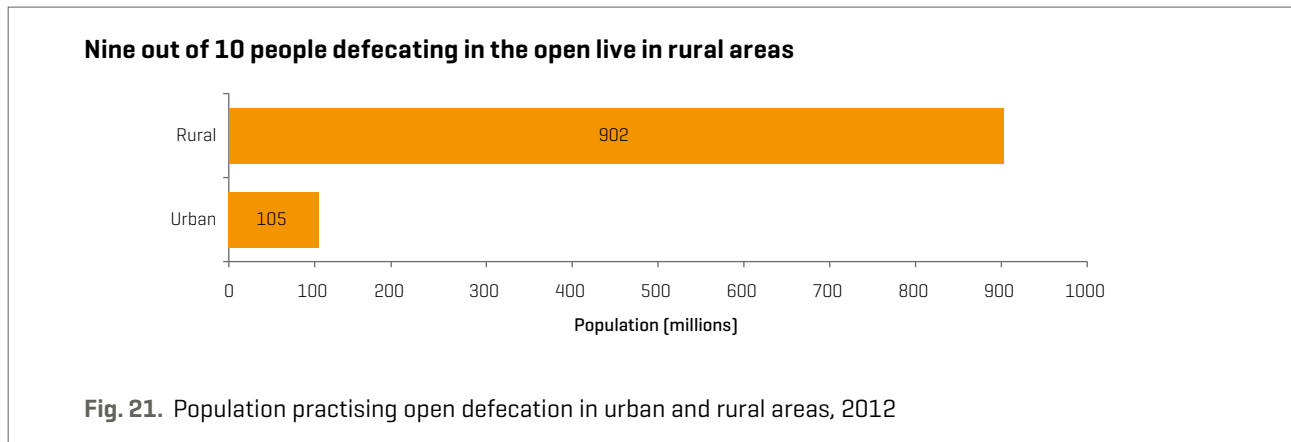 Nine out of 10 people defecating in the open live in rural areas
Rural
902
Urban
105
0 100 200 300 400 500 600 700 800 900 1000
Population (millions)
Fig. 21. Population practising open defecation in urban and rural areas, 2012